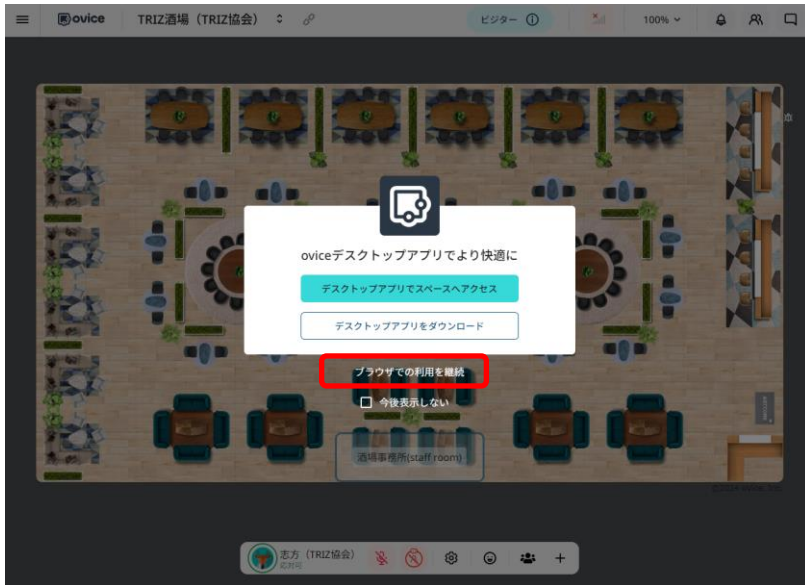 ovice
TRIZ酒場（TRIZ協会）
ビジター
100%
oviceデスクトップアプリでより快適に
デスクトップアプリでスペースへアクセス
デスクトップアプリをダウンロード
ブラウザでの利用を継続
今後表示しない
酒場事務所(staff room)
志方（TRIZ協会）
応対可